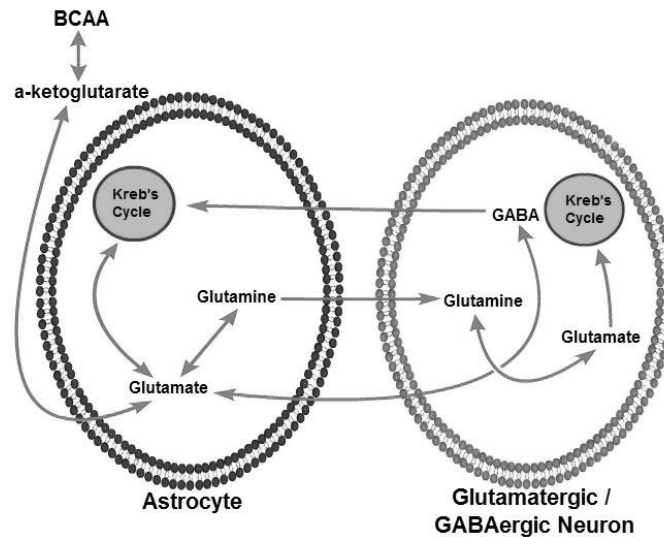 BCAA
a-ketoglutarate
Kreb's
Cycle
GABA
Kreb's
Cycle
Glutamine
Glutamine
Glutamate
Glutamate
Astrocyte
Glutamatergic /
GABAergic Neuron